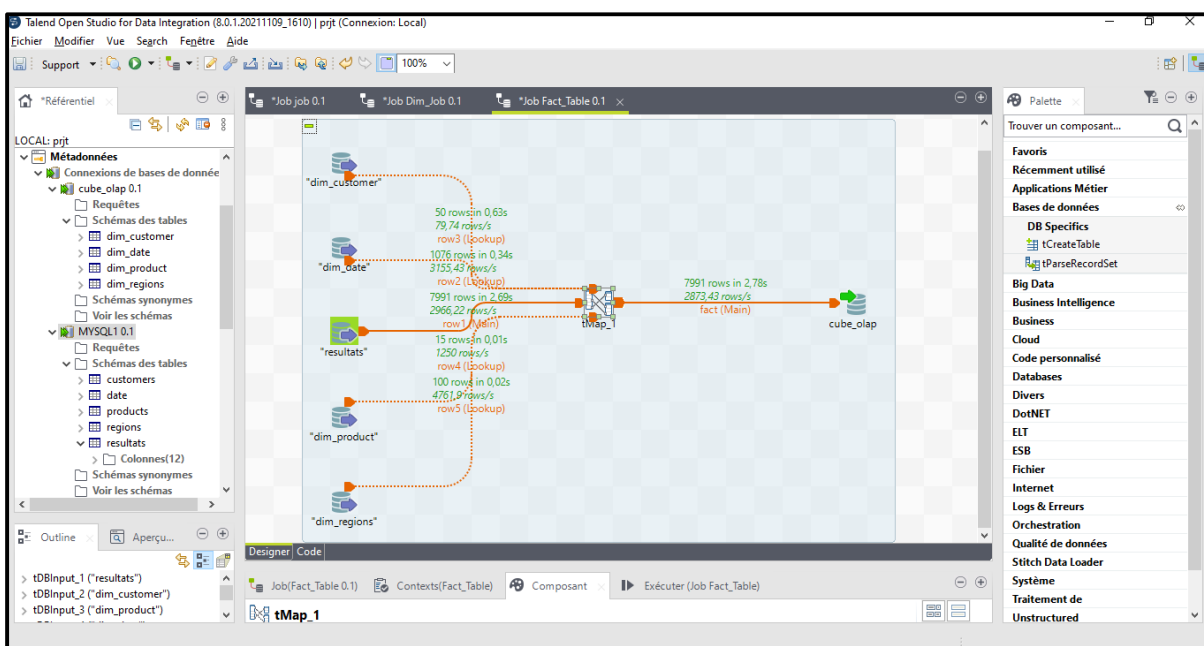 Talend Open Studio for Data Integration (8.0.1.20211109_1610) | prjt (Connexion: Local)
Fichier Modifier Vue Search Fenêtre Aide
Support 100%
*Référentiel
LOCAL: prjt
Métadonnées
Connexions de bases de donnée
cube_olap 0.1
Requêtes
Schémas des tables
dim_customer
dim_date
dim_product
dim_regions
Schémas synonymes
Voir les schémas
MYSQL1 0.1
Requêtes
Schémas des tables
customers
date
products
regions
resultats
Colonnes(12)
Schémas synonymes
Voir les schémas
Outline Aperçu...
tDBInput_1 ("resultats")
tDBInput_2 ("dim_customer")
tDBInput_3 ("dim_product")
*Job job 0.1 *Job Dim_Job 0.1 *Job Fact_Table 0.1
"dim_customer"
50 rows in 0,63s
79,74 rows/s
row3 (Lookup)
"dim_date"
1076 rows in 0,34s
3155,43 rows/s
row2 (Lookup)
7991 rows in 2,69s
2966,22 rows/s
row1 (Main)
"resultats"
15 rows in 0,01s
1250 rows/s
row4 (Lookup)
100 rows in 0,02s
4761,9 rows/s
row5 (Lookup)
"dim_product"
"dim_regions"
tMap_1
7991 rows in 2,78s
2873,43 rows/s
fact (Main)
cube_olap
Designer Code
Job(Fact_Table 0.1) Contexts(Fact_Table) Composant Exécuter (Job Fact_Table)
tMap_1
Palette
Trouver un composant...
Favoris
Récemment utilisé
Applications Métier
Bases de données
DB Specifics
tCreateTable
tParseRecordSet
Big Data
Business Intelligence
Business
Cloud
Code personnalisé
Databases
Divers
DotNET
ELT
ESB
Fichier
Internet
Logs & Erreurs
Orchestration
Qualité de données
Stitch Data Loader
Système
Traitement de
Unstructured